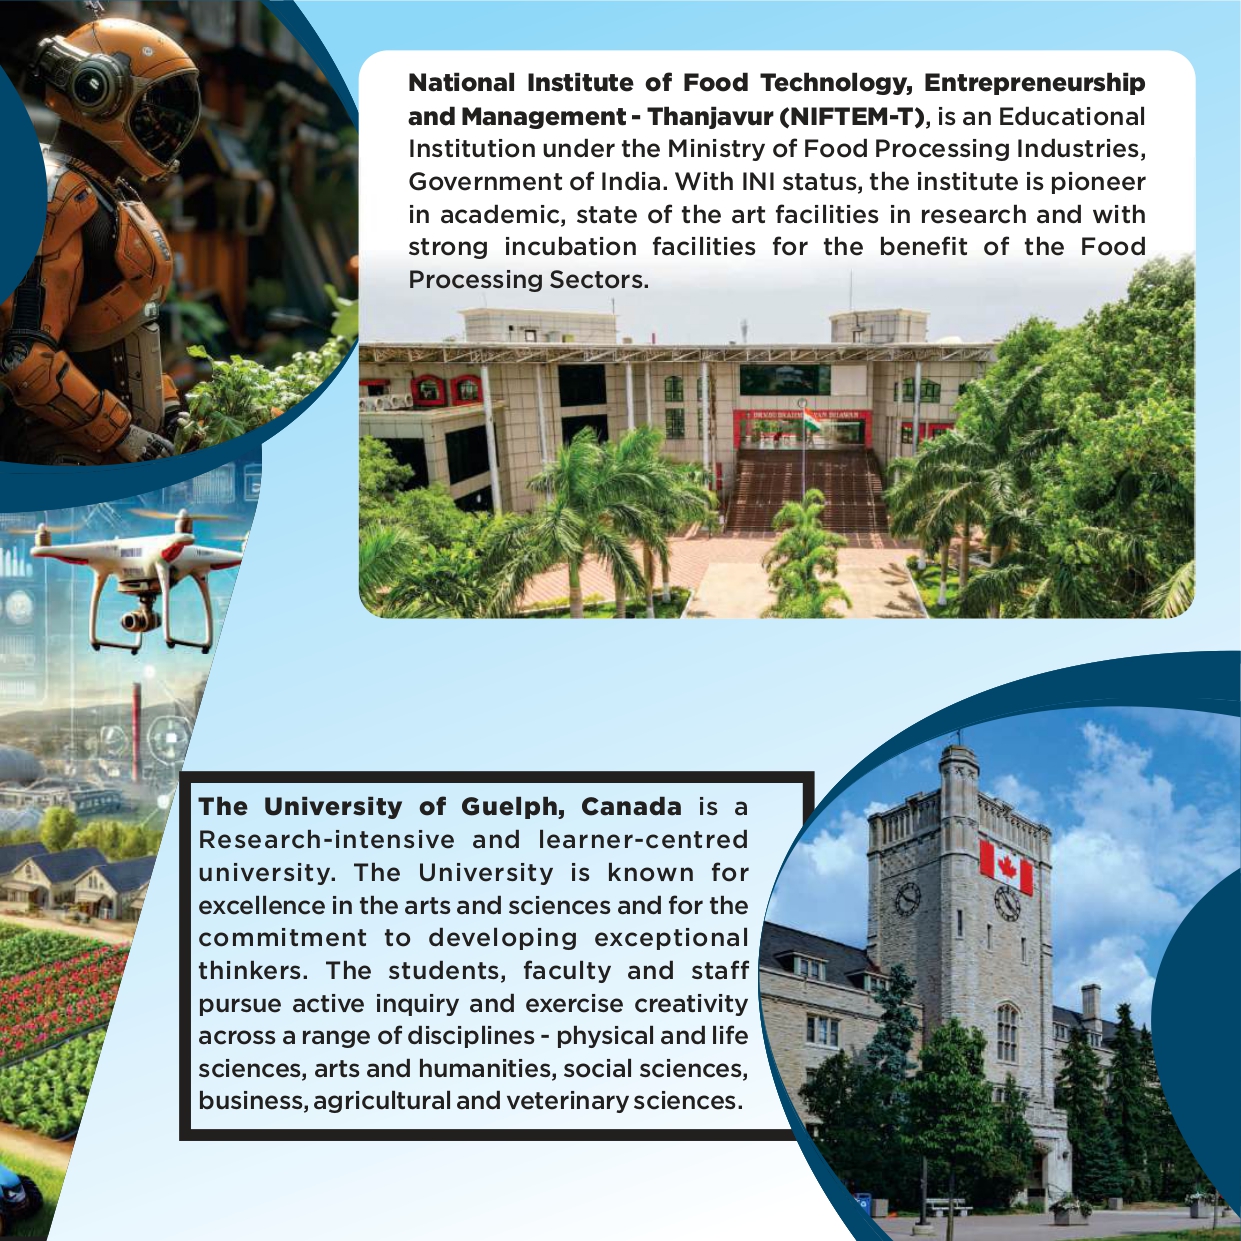 National Institute of Food Technology, Entrepreneurship
and Management - Thanjavur (NIFTEM-T), is an Educational
Institution under the Ministry of Food Processing Industries,
Government of India. With INI status, the institute is pioneer
in academic, state of the art facilities in research and with
strong incubation facilities for the benefit of the Food
Processing Sectors.
The University of Guelph, Canada is a
Research-intensive and learner-centred
university. The University is known for
excellence in the arts and sciences and for the
commitment to developing exceptional
thinkers. The students, faculty and staff
pursue active inquiry and exercise creativity
across a range of disciplines - physical and life
sciences, arts and humanities, social sciences,
business, agricultural and veterinary sciences.